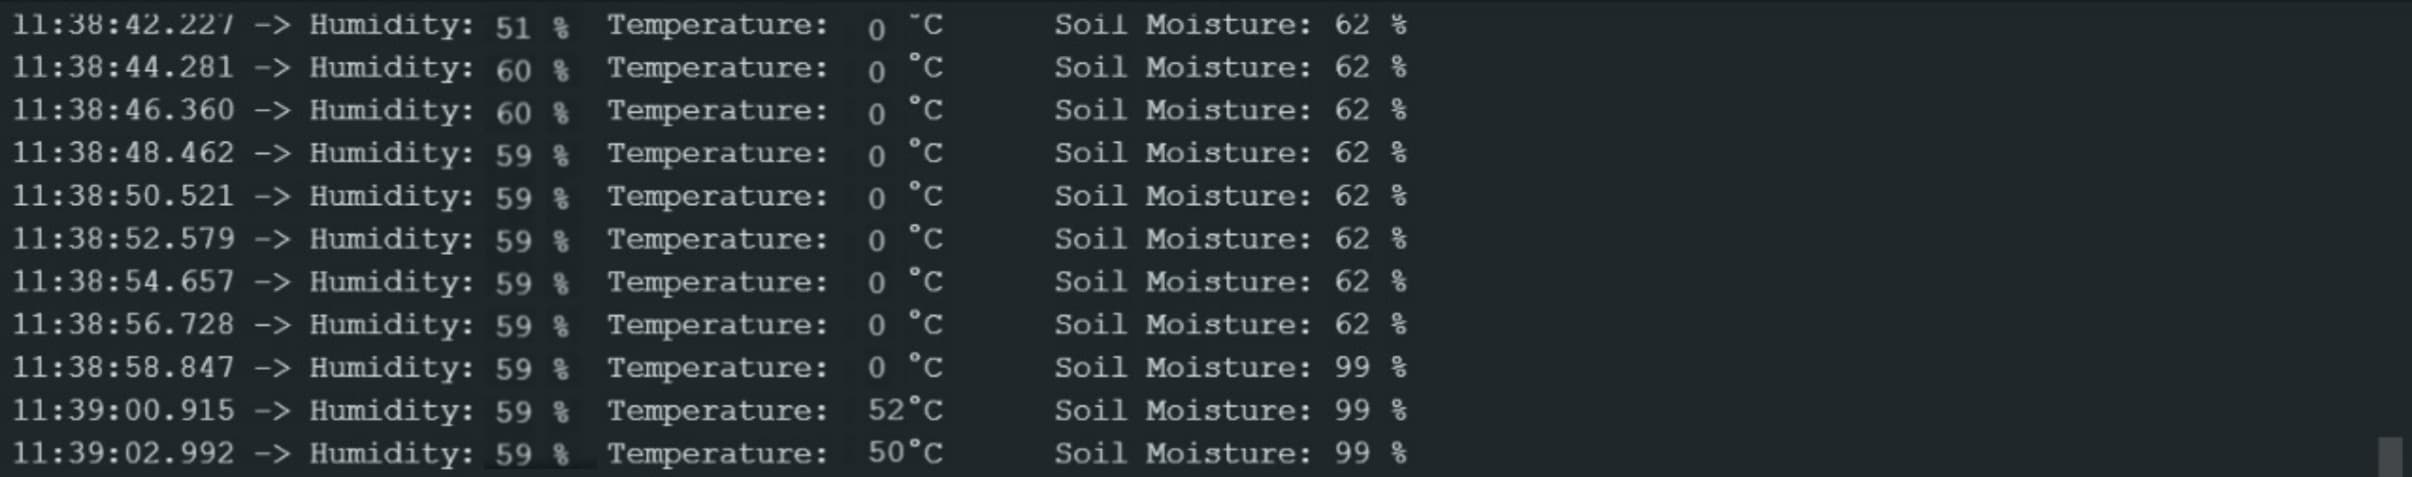 11:38:42.227 -> Humidity: 51 % Temperature: 0 °C Soil Moisture: 62 %
11:38:44.281 -> Humidity: 60 % Temperature: 0 °C Soil Moisture: 62 %
11:38:46.360 -> Humidity: 60 % Temperature: 0 °C Soil Moisture: 62 %
11:38:48.462 -> Humidity: 59 % Temperature: 0 °C Soil Moisture: 62 %
11:38:50.521 -> Humidity: 59 % Temperature: 0 °C Soil Moisture: 62 %
11:38:52.579 -> Humidity: 59 % Temperature: 0 °C Soil Moisture: 62 %
11:38:54.657 -> Humidity: 59 % Temperature: 0 °C Soil Moisture: 62 %
11:38:56.728 -> Humidity: 59 % Temperature: 0 °C Soil Moisture: 62 %
11:38:58.847 -> Humidity: 59 % Temperature: 0 °C Soil Moisture: 99 %
11:39:00.915 -> Humidity: 59 % Temperature: 52°C Soil Moisture: 99 %
11:39:02.992 -> Humidity: 59 % Temperature: 50°C Soil Moisture: 99 %